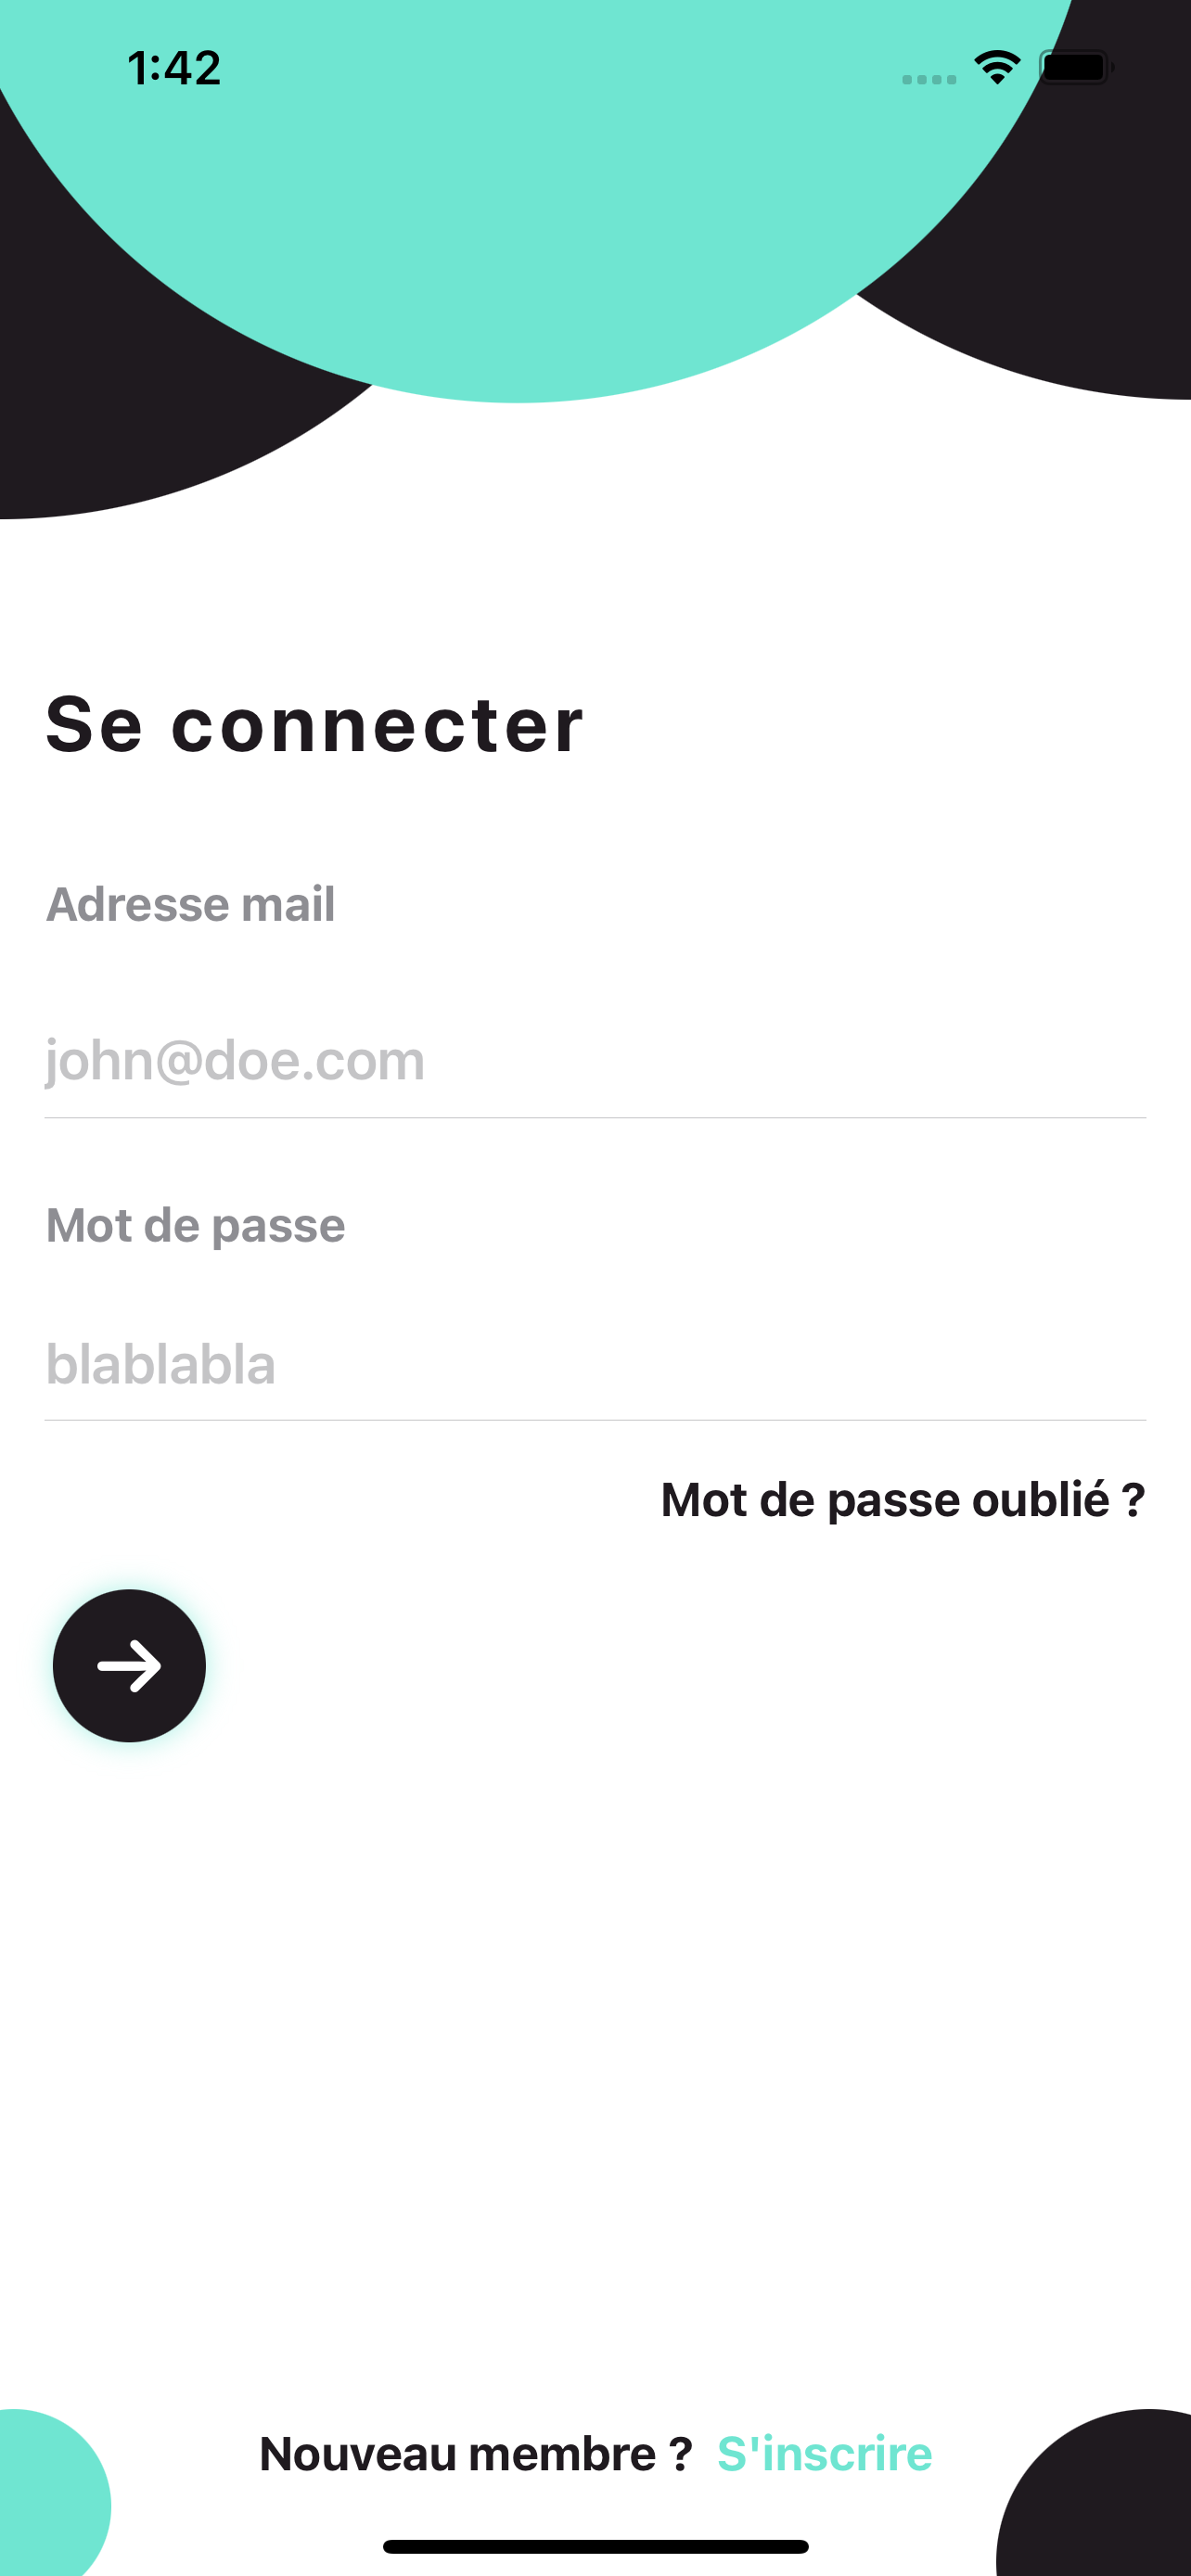 1:42
Se connecter
Adresse mail
john@doe.com
Mot de passe
blablabla
Mot de passe oublié ?
Nouveau membre ? S'inscrire